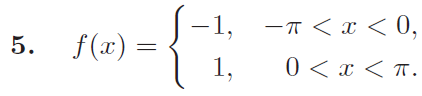 5. f(x) = { −1, −π < x < 0,
1, 0 < x < π.